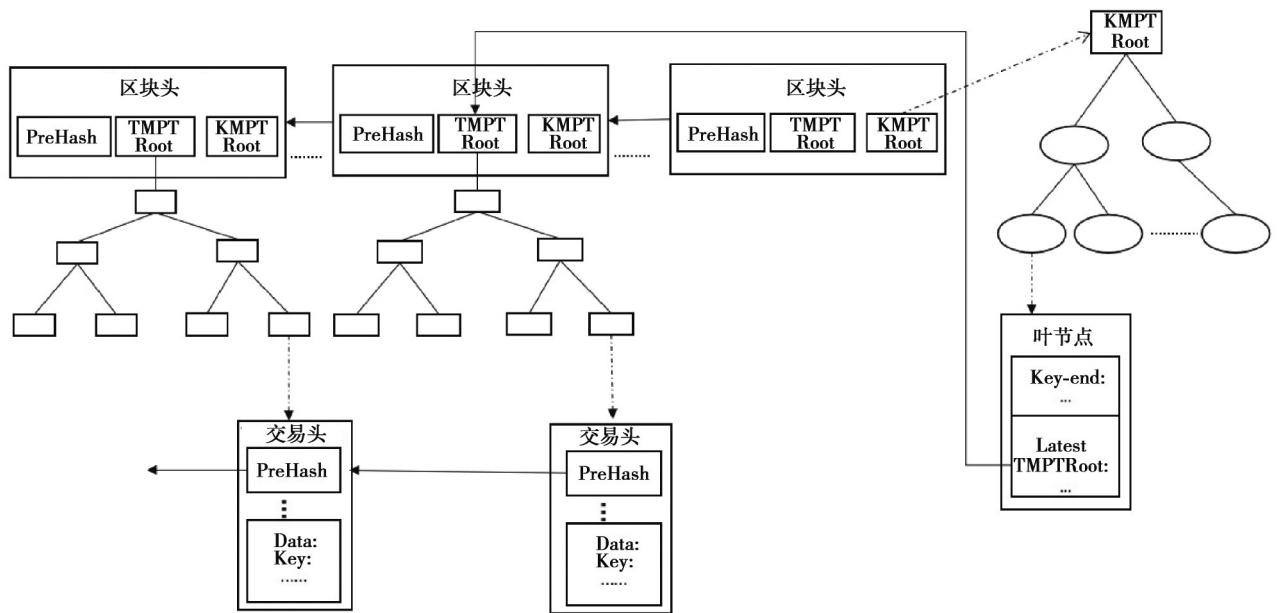 KMPT
Root
区块头
PreHash
TMPT
Root
KMPT
Root
........
区块头
PreHash
TMPT
Root
KMPT
Root
........
区块头
PreHash
TMPT
Root
KMPT
Root
..........
叶节点
Key-end:
...
Latest
TMPTRoot:
...
交易头
PreHash
Data:
Key:
……
交易头
PreHash
Data:
Key:
……